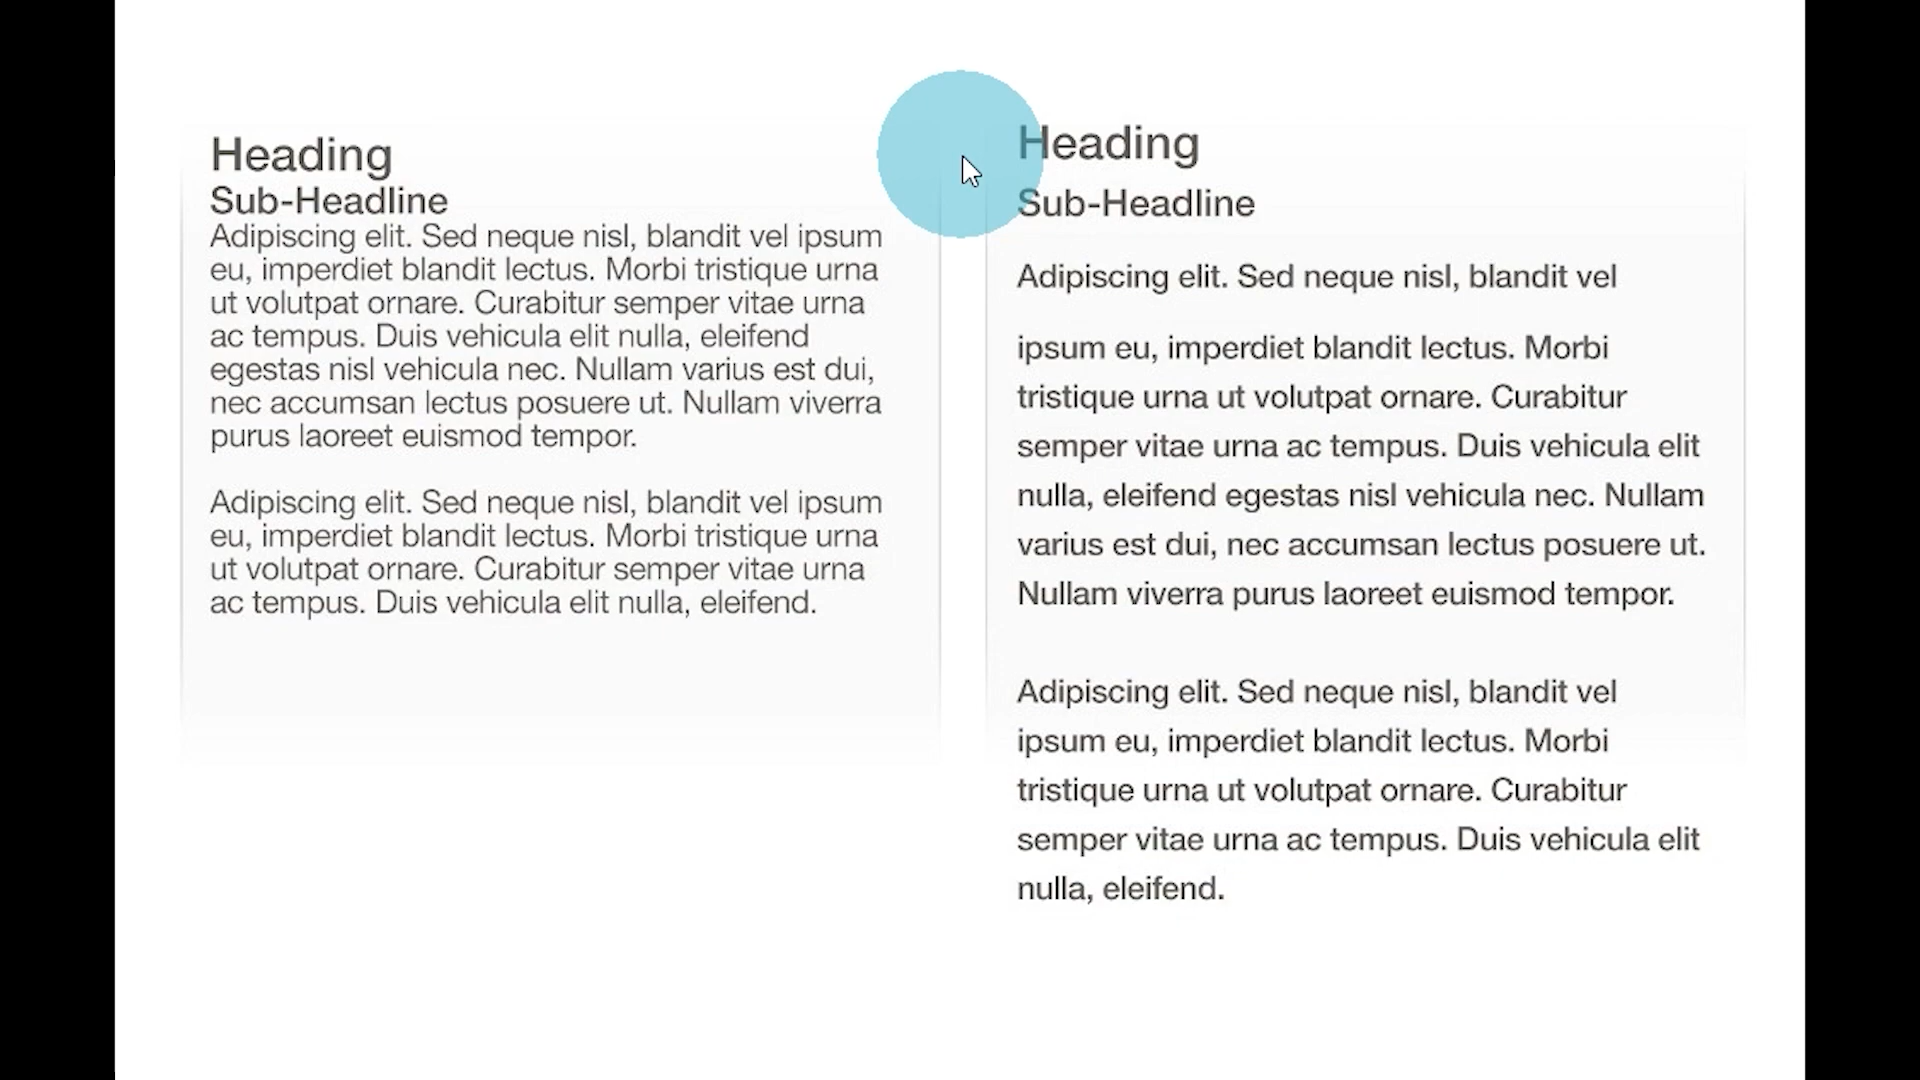 Heading
Sub-Headline
Adipiscing elit. Sed neque nisl, blandit vel ipsum
eu, imperdiet blandit lectus. Morbi tristique urna
ut volutpat ornare. Curabitur semper vitae urna
ac tempus. Duis vehicula elit nulla, eleifend
egestas nisl vehicula nec. Nullam varius est dui,
nec accumsan lectus posuere ut. Nullam viverra
purus laoreet euismod tempor.
Adipiscing elit. Sed neque nisl, blandit vel ipsum
eu, imperdiet blandit lectus. Morbi tristique urna
ut volutpat ornare. Curabitur semper vitae urna
ac tempus. Duis vehicula elit nulla, eleifend.
Heading
Sub-Headline
Adipiscing elit. Sed neque nisl, blandit vel
ipsum eu, imperdiet blandit lectus. Morbi
tristique urna ut volutpat ornare. Curabitur
semper vitae urna ac tempus. Duis vehicula elit
nulla, eleifend egestas nisl vehicula nec. Nullam
varius est dui, nec accumsan lectus posuere ut.
Nullam viverra purus laoreet euismod tempor.
Adipiscing elit. Sed neque nisl, blandit vel
ipsum eu, imperdiet blandit lectus. Morbi
tristique urna ut volutpat ornare. Curabitur
semper vitae urna ac tempus. Duis vehicula elit
nulla, eleifend.